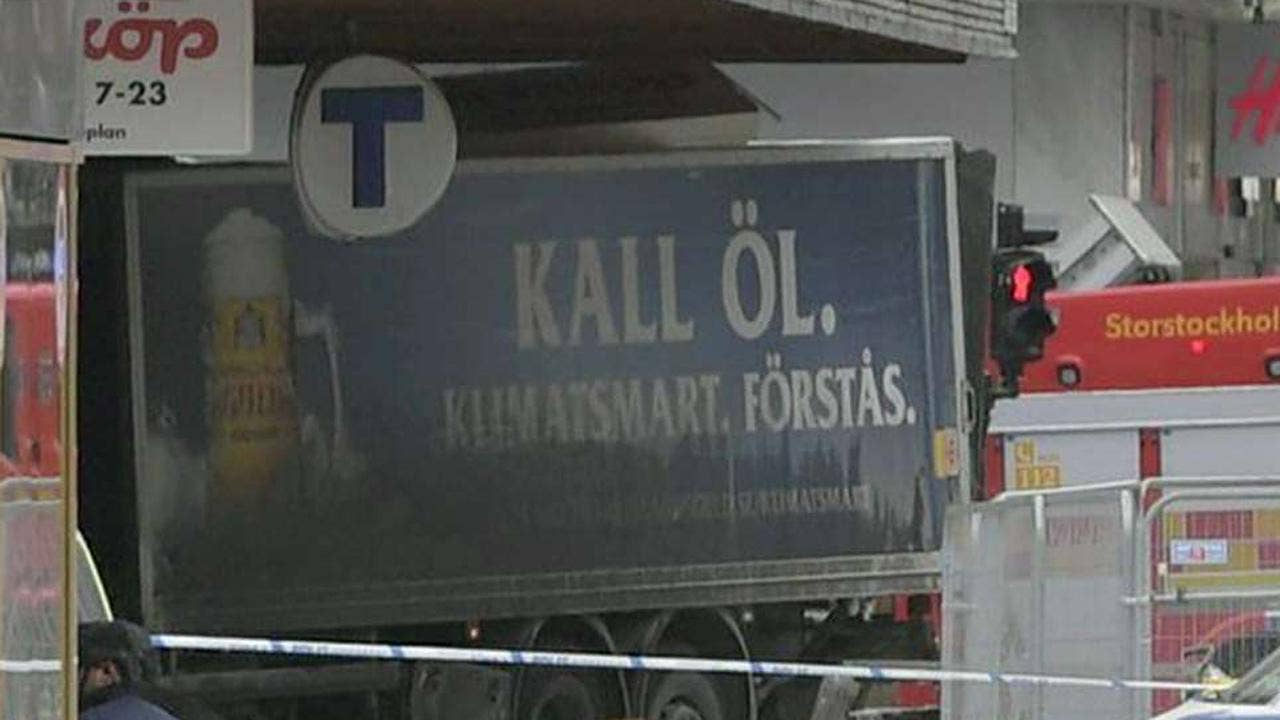 köp
7-23
plan
T
KALL ÖL.
KLIMATSMART. FÖRSTÅS.
Storstockhol
H
112